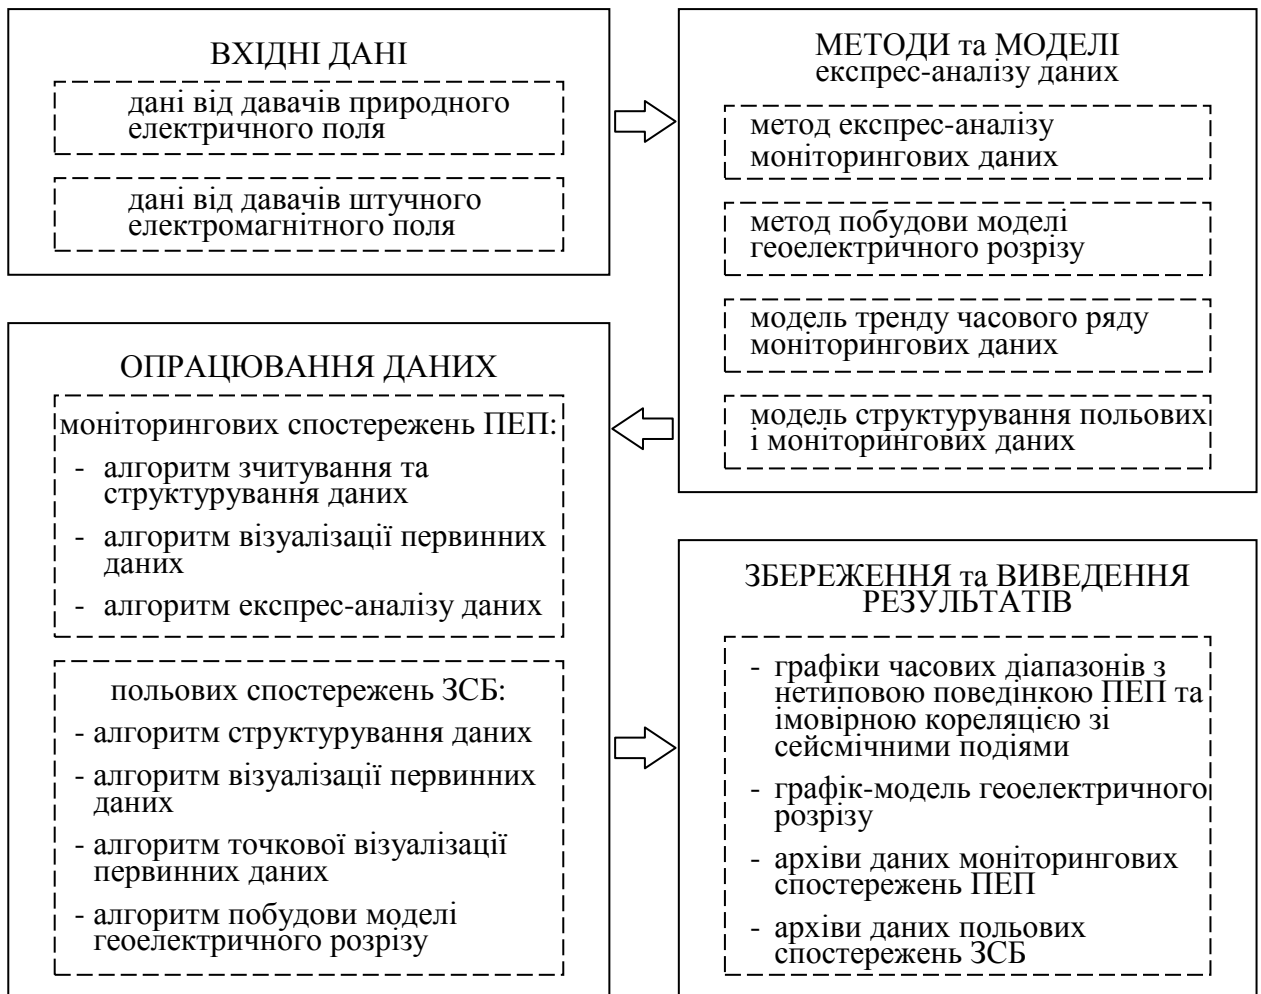 ВХІДНІ ДАНІ
дані від давачів природного
електричного поля
дані від давачів штучного
електромагнітного поля
МЕТОДИ та МОДЕЛІ
експрес-аналізу даних
метод експрес-аналізу
моніторингових даних
метод побудови моделі
геоелектричного розрізу
модель тренду часового ряду
моніторингових даних
модель структурування польових
і моніторингових даних
ОПРАЦЮВАННЯ ДАНИХ
моніторингових спостережень ПЕП:
- алгоритм зчитування та
структурування даних
- алгоритм візуалізації первинних
даних
- алгоритм експрес-аналізу даних
польових спостережень ЗСБ:
- алгоритм структурування даних
- алгоритм візуалізації первинних
даних
- алгоритм точкової візуалізації
первинних даних
- алгоритм побудови моделі
геоелектричного розрізу
ЗБЕРЕЖЕННЯ та ВИВЕДЕННЯ
РЕЗУЛЬТАТІВ
- графіки часових діапазонів з
нетиповою поведінкою ПЕП та
імовірною кореляцією зі
сейсмічними подіями
- графік-модель геоелектричного
розрізу
- архіви даних моніторингових
спостережень ПЕП
- архіви даних польових
спостережень ЗСБ